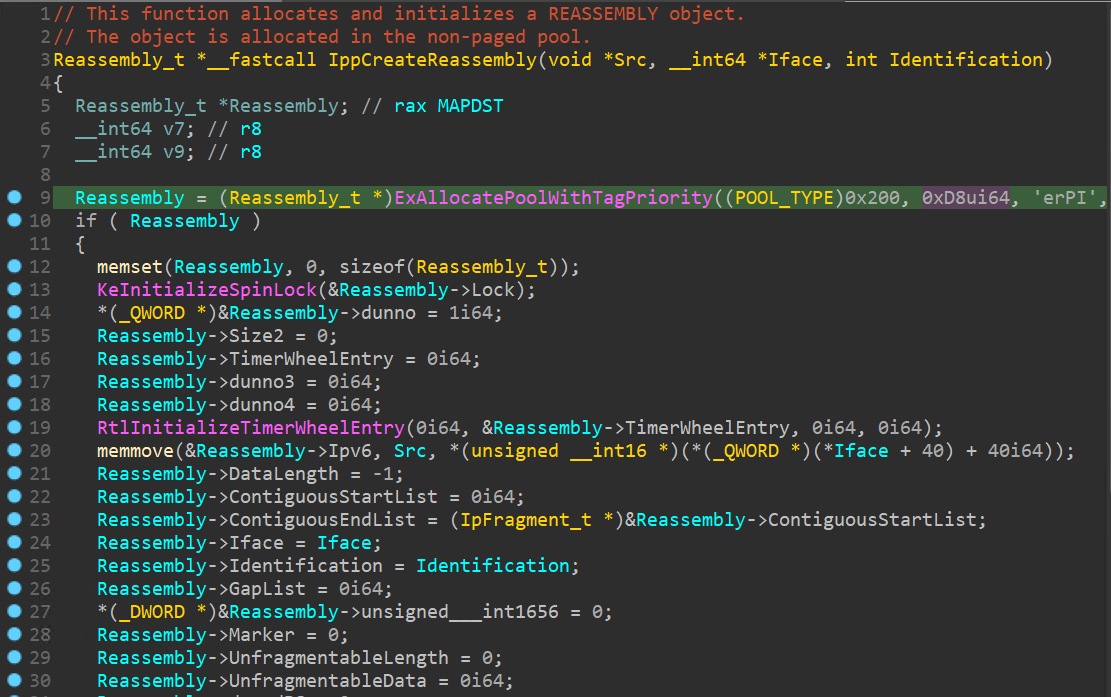 1// This function allocates and initializes a REASSEMBLY object.
2// The object is allocated in the non-paged pool.
3Reassembly_t *__fastcall IppCreateReassembly(void *Src, __int64 *Iface, int Identification)
4{
5  Reassembly_t *Reassembly; // rax MAPDST
6  __int64 v7; // r8
7  __int64 v9; // r8
8
9  Reassembly = (Reassembly_t *)ExAllocatePoolWithTagPriority((POOL_TYPE)0x200, 0xD8ui64, 'erPI',
10  if ( Reassembly )
11  {
12    memset(Reassembly, 0, sizeof(Reassembly_t));
13    KeInitializeSpinLock(&Reassembly->Lock);
14    *(_QWORD *)&Reassembly->dunno = 1i64;
15    Reassembly->Size2 = 0;
16    Reassembly->TimerWheelEntry = 0i64;
17    Reassembly->dunno3 = 0i64;
18    Reassembly->dunno4 = 0i64;
19    RtlInitializeTimerWheelEntry(0i64, &Reassembly->TimerWheelEntry, 0i64, 0i64);
20    memmove(&Reassembly->Ipv6, Src, *(unsigned __int16 *)(*(_QWORD *)(*Iface + 40) + 40i64));
21    Reassembly->DataLength = -1;
22    Reassembly->ContiguousStartList = 0i64;
23    Reassembly->ContiguousEndList = (IpFragment_t *)&Reassembly->ContiguousStartList;
24    Reassembly->Iface = Iface;
25    Reassembly->Identification = Identification;
26    Reassembly->GapList = 0i64;
27    *(_DWORD *)&Reassembly->unsigned___int1656 = 0;
28    Reassembly->Marker = 0;
29    Reassembly->UnfragmentableLength = 0;
30    Reassembly->UnfragmentableData = 0i64;